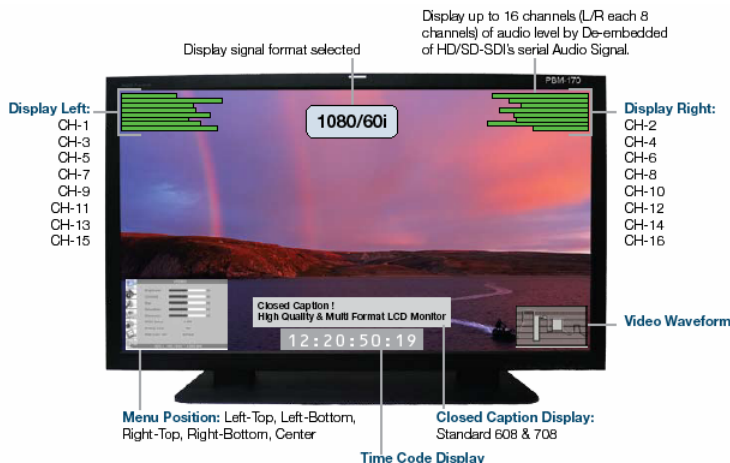 Display up to 16 channels (L/R each 8
channels) of audio level by De-embedded
of HD/SD-SDI's serial Audio Signal.
Display signal format selected
PBM-170
Display Left:
CH-1
CH-3
CH-5
CH-7
CH-9
CH-11
CH-13
CH-15
1080/60i
Display Right:
CH-2
CH-4
CH-6
CH-8
CH-10
CH-12
CH-14
CH-16
Closed Caption !
High Quality & Multi Format LCD Monitor
12:20:50:19
Video Waveform
Menu Position: Left-Top, Left-Bottom,
Right-Top, Right-Bottom, Center
Closed Caption Display:
Standard 608 & 708
Time Code Display